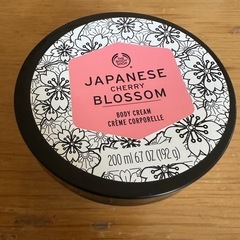 JAPANESE
CHERRY
BLOSSOM
BODY CREAM
CRÈME CORPORELLE
200 ml 6.7 OZ (192 g)